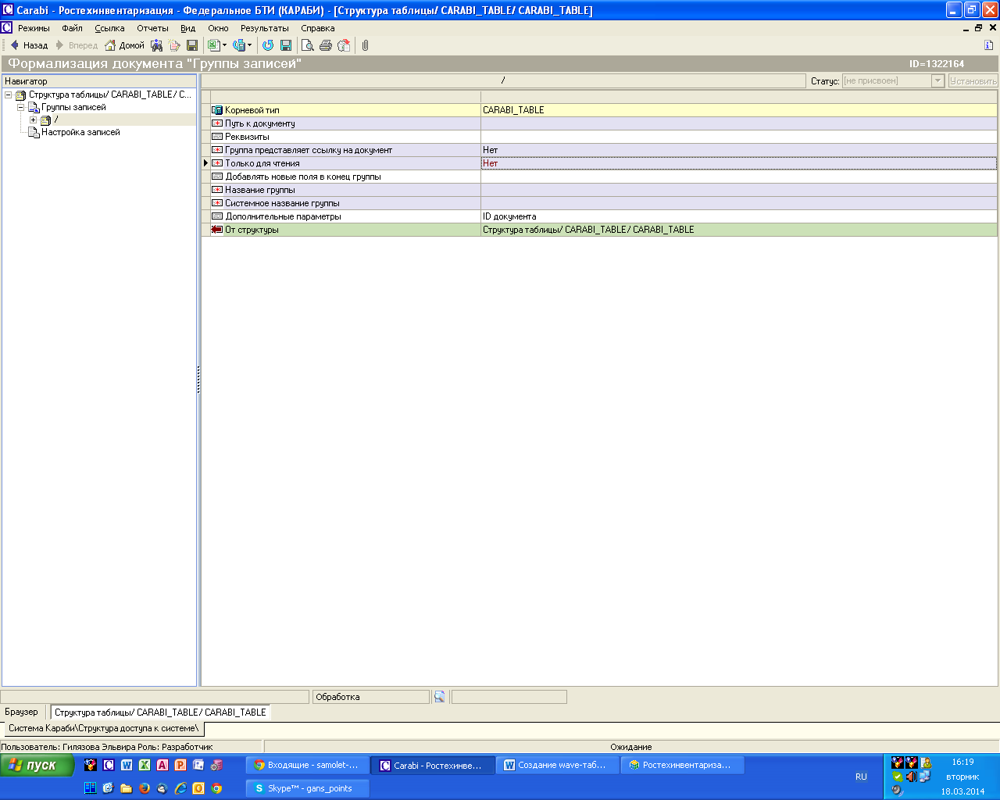 Carabi - Ростехинвентаризация - Федеральное БТИ (КАРАБИ) - [Структура таблицы/ CARABI_TABLE/ CARABI_TABLE]
Режимы Файл Ссылка Отчеты Вид Окно Результаты Справка
Назад Вперед Домой
Формализация документа "Группы записей" ID=1322164
Навигатор / Статус: [не присвоен] Установить
Структура таблицы/ CARABI_TABLE/ C...
Группы записей
/
Настройка записей
Корневой тип CARABI_TABLE
Путь к документу
Реквизиты
Группа представляет ссылку на документ Нет
Только для чтения Нет
Добавлять новые поля в конец группы
Название группы
Системное название группы
Дополнительные параметры ID документа
От структуры Структура таблицы/ CARABI_TABLE/ CARABI_TABLE
Обработка
Браузер Структура таблицы/ CARABI_TABLE/ CARABI_TABLE
Система Караби\Структура доступа к системе\
Пользователь: Гилязова Эльвира Роль: Разработчик Ожидание
пуск Входящие - samolet-... Carabi - Ростехинве... Создание wave-таб... Ростехинвентариза... 16:19
RU вторник
Skype™ - gans_points 18.03.2014